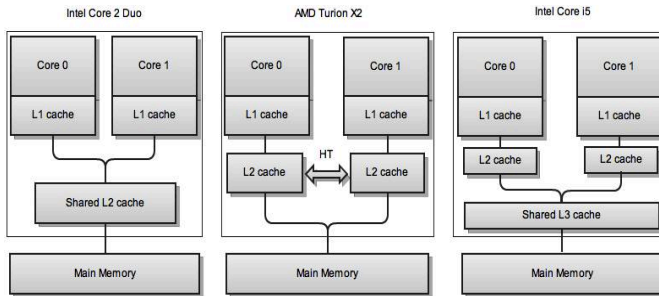 Intel Core 2 Duo
Core 0
Core 1
L1 cache
L1 cache
Shared L2 cache
Main Memory
AMD Turion X2
Core 0
Core 1
L1 cache
L1 cache
HT
L2 cache
L2 cache
Main Memory
Intel Core i5
Core 0
Core 1
L1 cache
L1 cache
L2 cache
L2 cache
Shared L3 cache
Main Memory